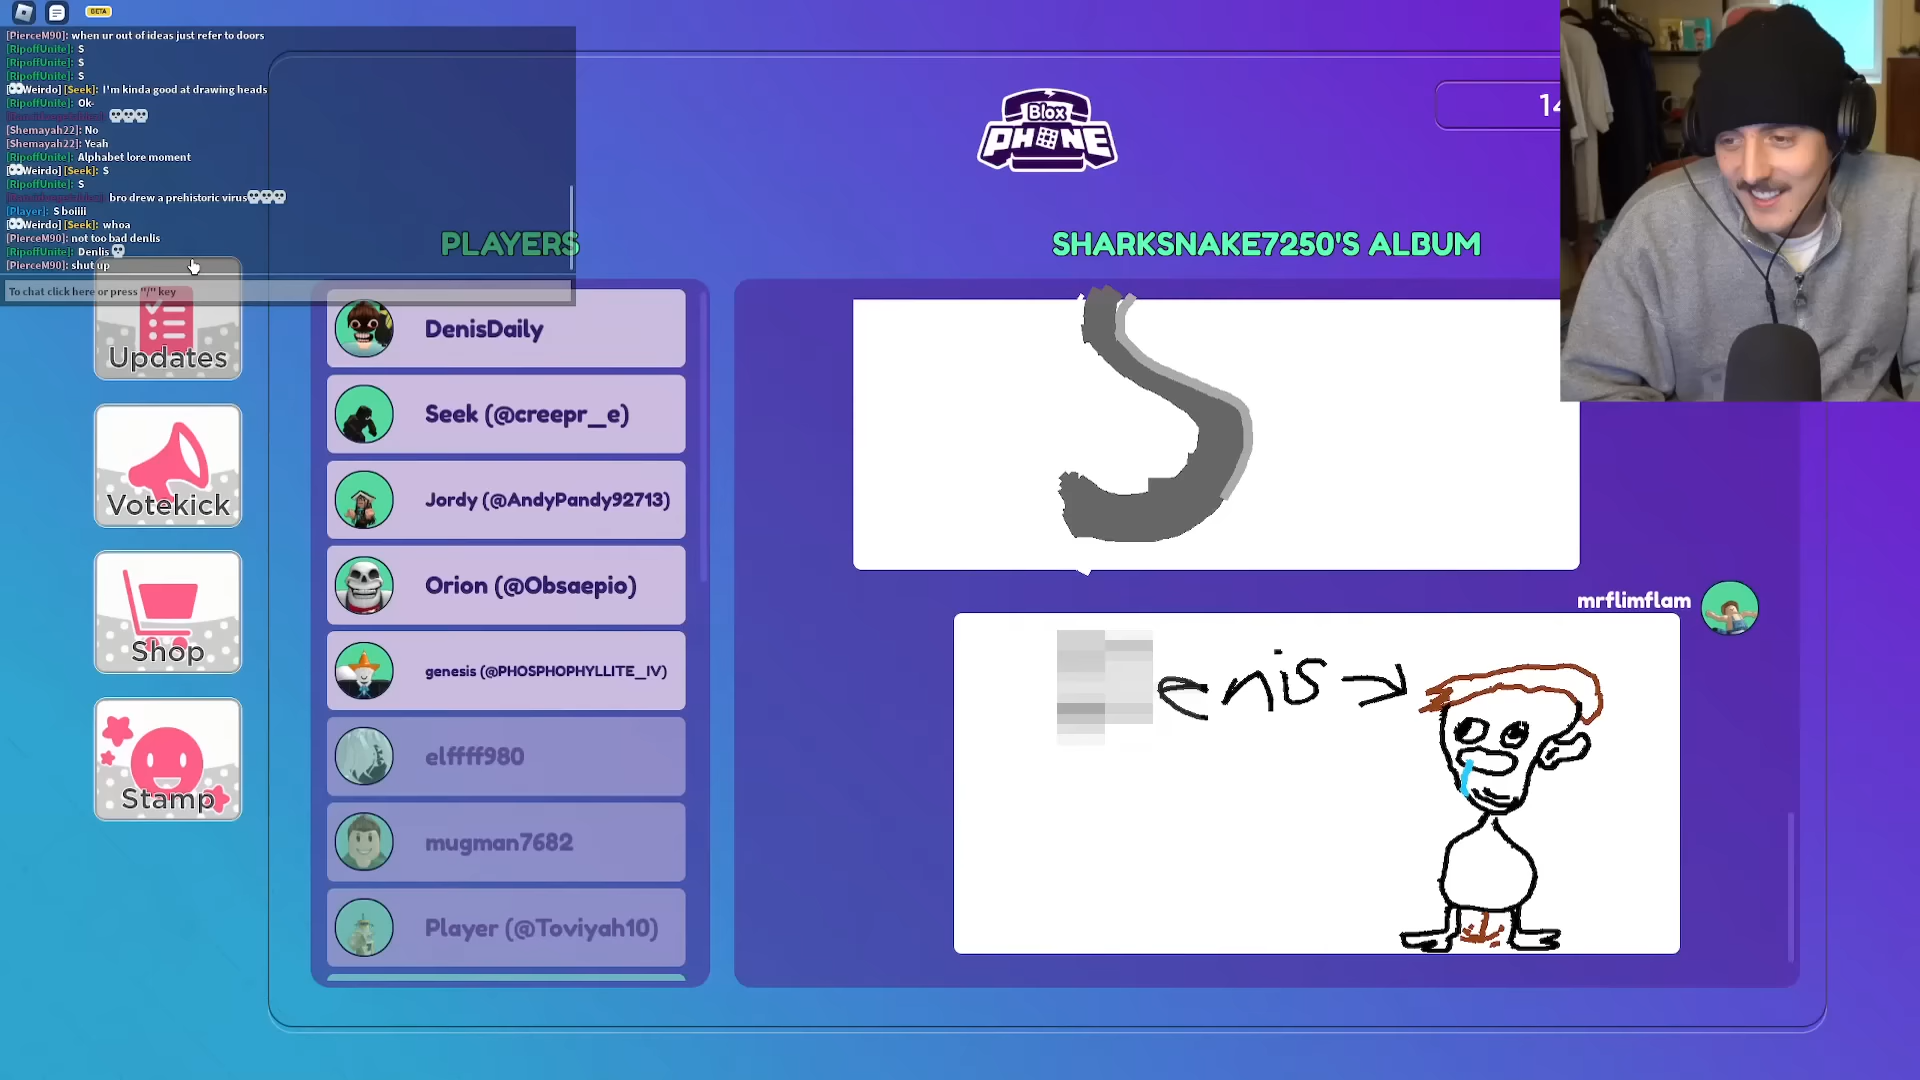 BETA
[PierceM90]: when ur out of ideas just refer to doors
[RipoffUnite]: S
[RipoffUnite]: S
[RipoffUnite]: S
[💀Weirdo] [Seek]: I'm kinda good at drawing heads
[RipoffUnite]: Ok-
💀💀💀
[Shemayah22]: No
[Shemayah22]: Yeah
[RipoffUnite]: Alphabet lore moment
[💀Weirdo] [Seek]: S
[RipoffUnite]: S
bro drew a prehistoric virus💀💀💀
[Player]: S boiiii
[💀Weirdo] [Seek]: whoa
[PierceM90]: not too bad denlis
[RipoffUnite]: Denlis💀
[PierceM90]: shut up
To chat click here or press "/" key
Updates
Votekick
Shop
Stamp
Blox
PHONE
14
PLAYERS
DenisDaily
Seek (@creepr__e)
Jordy (@AndyPandy92713)
Orion (@Obsaepio)
genesis (@PHOSPHOPHYLLITE_IV)
elffff980
mugman7682
Player (@Toviyah10)
SHARKSNAKE7250'S ALBUM
S
mrflimflam
enis →